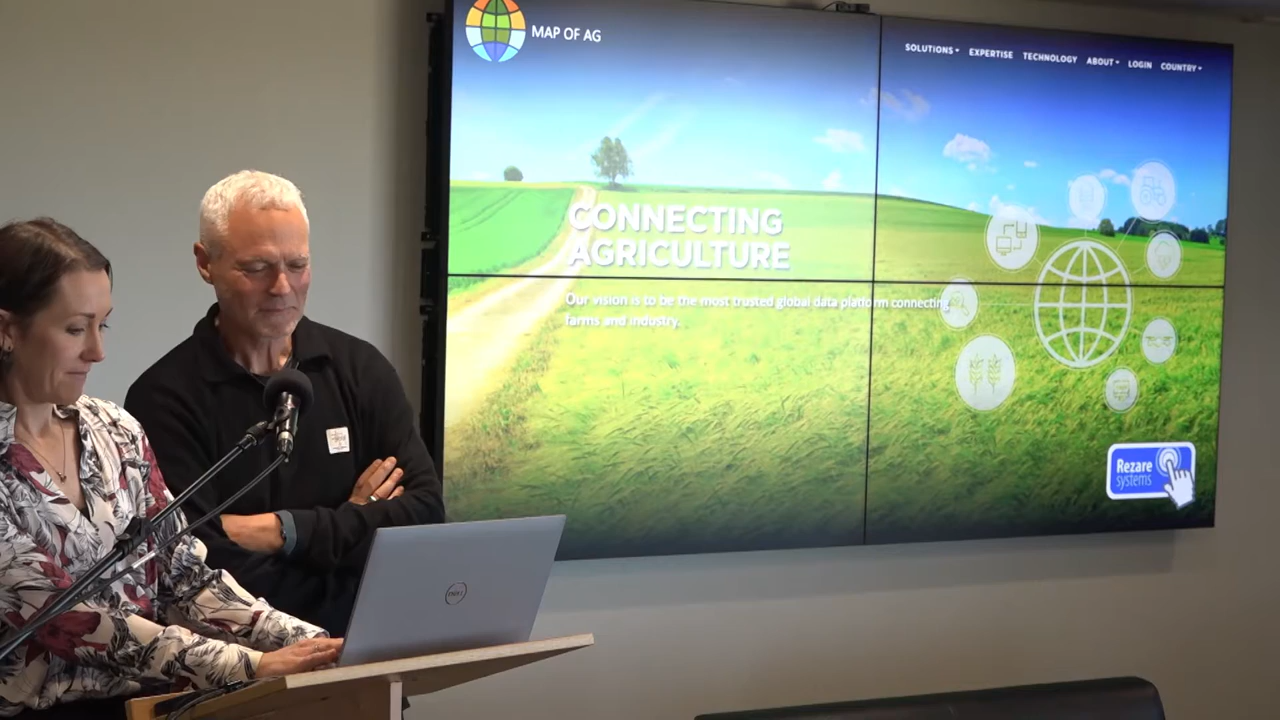 MAP OF AG
SOLUTIONS EXPERTISE TECHNOLOGY ABOUT LOGIN COUNTRY
CONNECTING
AGRICULTURE
Our vision is to be the most trusted global data platform connecting
farms and industry.
Rezare
systems
DELL